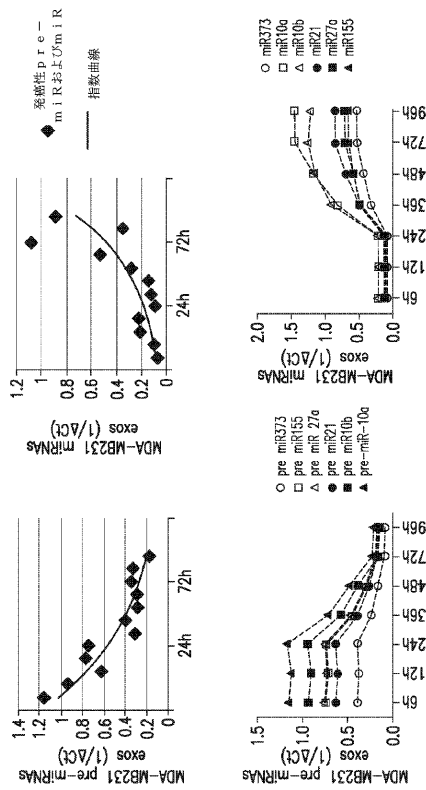 MDA-MB231 pre-miRNAs
exos (1/ΔCt)
1.4
1.2
1
0.8
0.6
0.4
0.2
0
24h
72h
MDA-MB231 miRNAs
exos (1/ΔCt)
1.2
1
0.8
0.6
0.4
0.2
0
24h
72h
発癌性pre-
miRおよびmiR
指数曲線
MDA-MB231 pre-miRNAs
exos (1/ΔCt)
1.5
1.0
0.5
0.0
6h
12h
24h
36h
48h
72h
96h
pre miR373
pre miR155
pre miR 27a
pre miR21
pre miR10b
pre-miR-10a
MDA-MB231 miRNAs
exos (1/ΔCt)
2.0
1.5
1.0
0.5
0.0
6h
12h
24h
36h
48h
72h
96h
miR373
miR10a
miR10b
miR21
miR27a
miR155